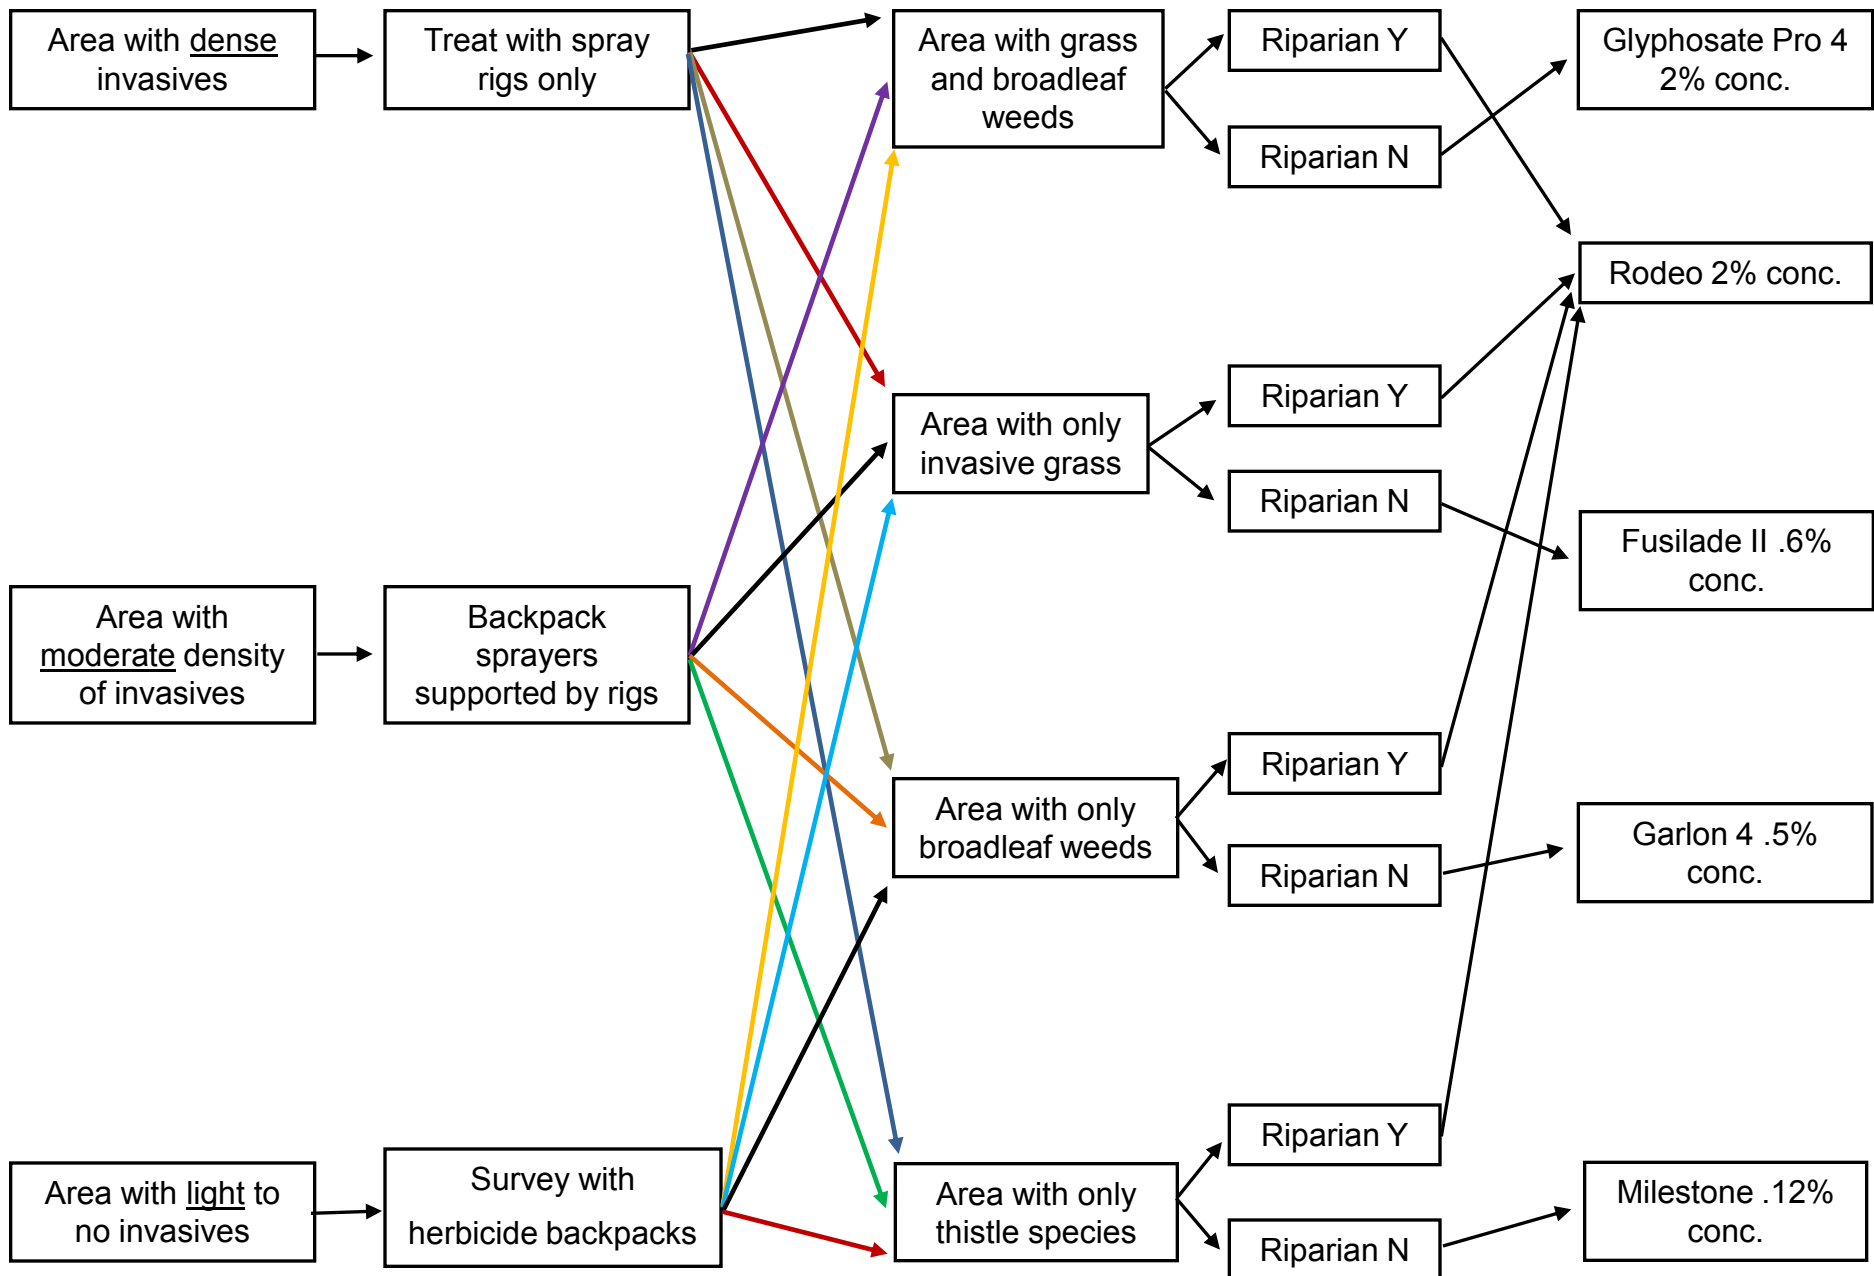 Area with dense
invasives
Treat with spray
rigs only
Area with grass
and broadleaf
weeds
Riparian Y
Riparian N
Glyphosate Pro 4
2% conc.
Rodeo 2% conc.
Area with only
invasive grass
Riparian Y
Riparian N
Fusilade II .6%
conc.
Area with
moderate density
of invasives
Backpack
sprayers
supported by rigs
Area with only
broadleaf weeds
Riparian Y
Riparian N
Garlon 4 .5%
conc.
Area with light to
no invasives
Survey with
herbicide backpacks
Area with only
thistle species
Riparian Y
Riparian N
Milestone .12%
conc.